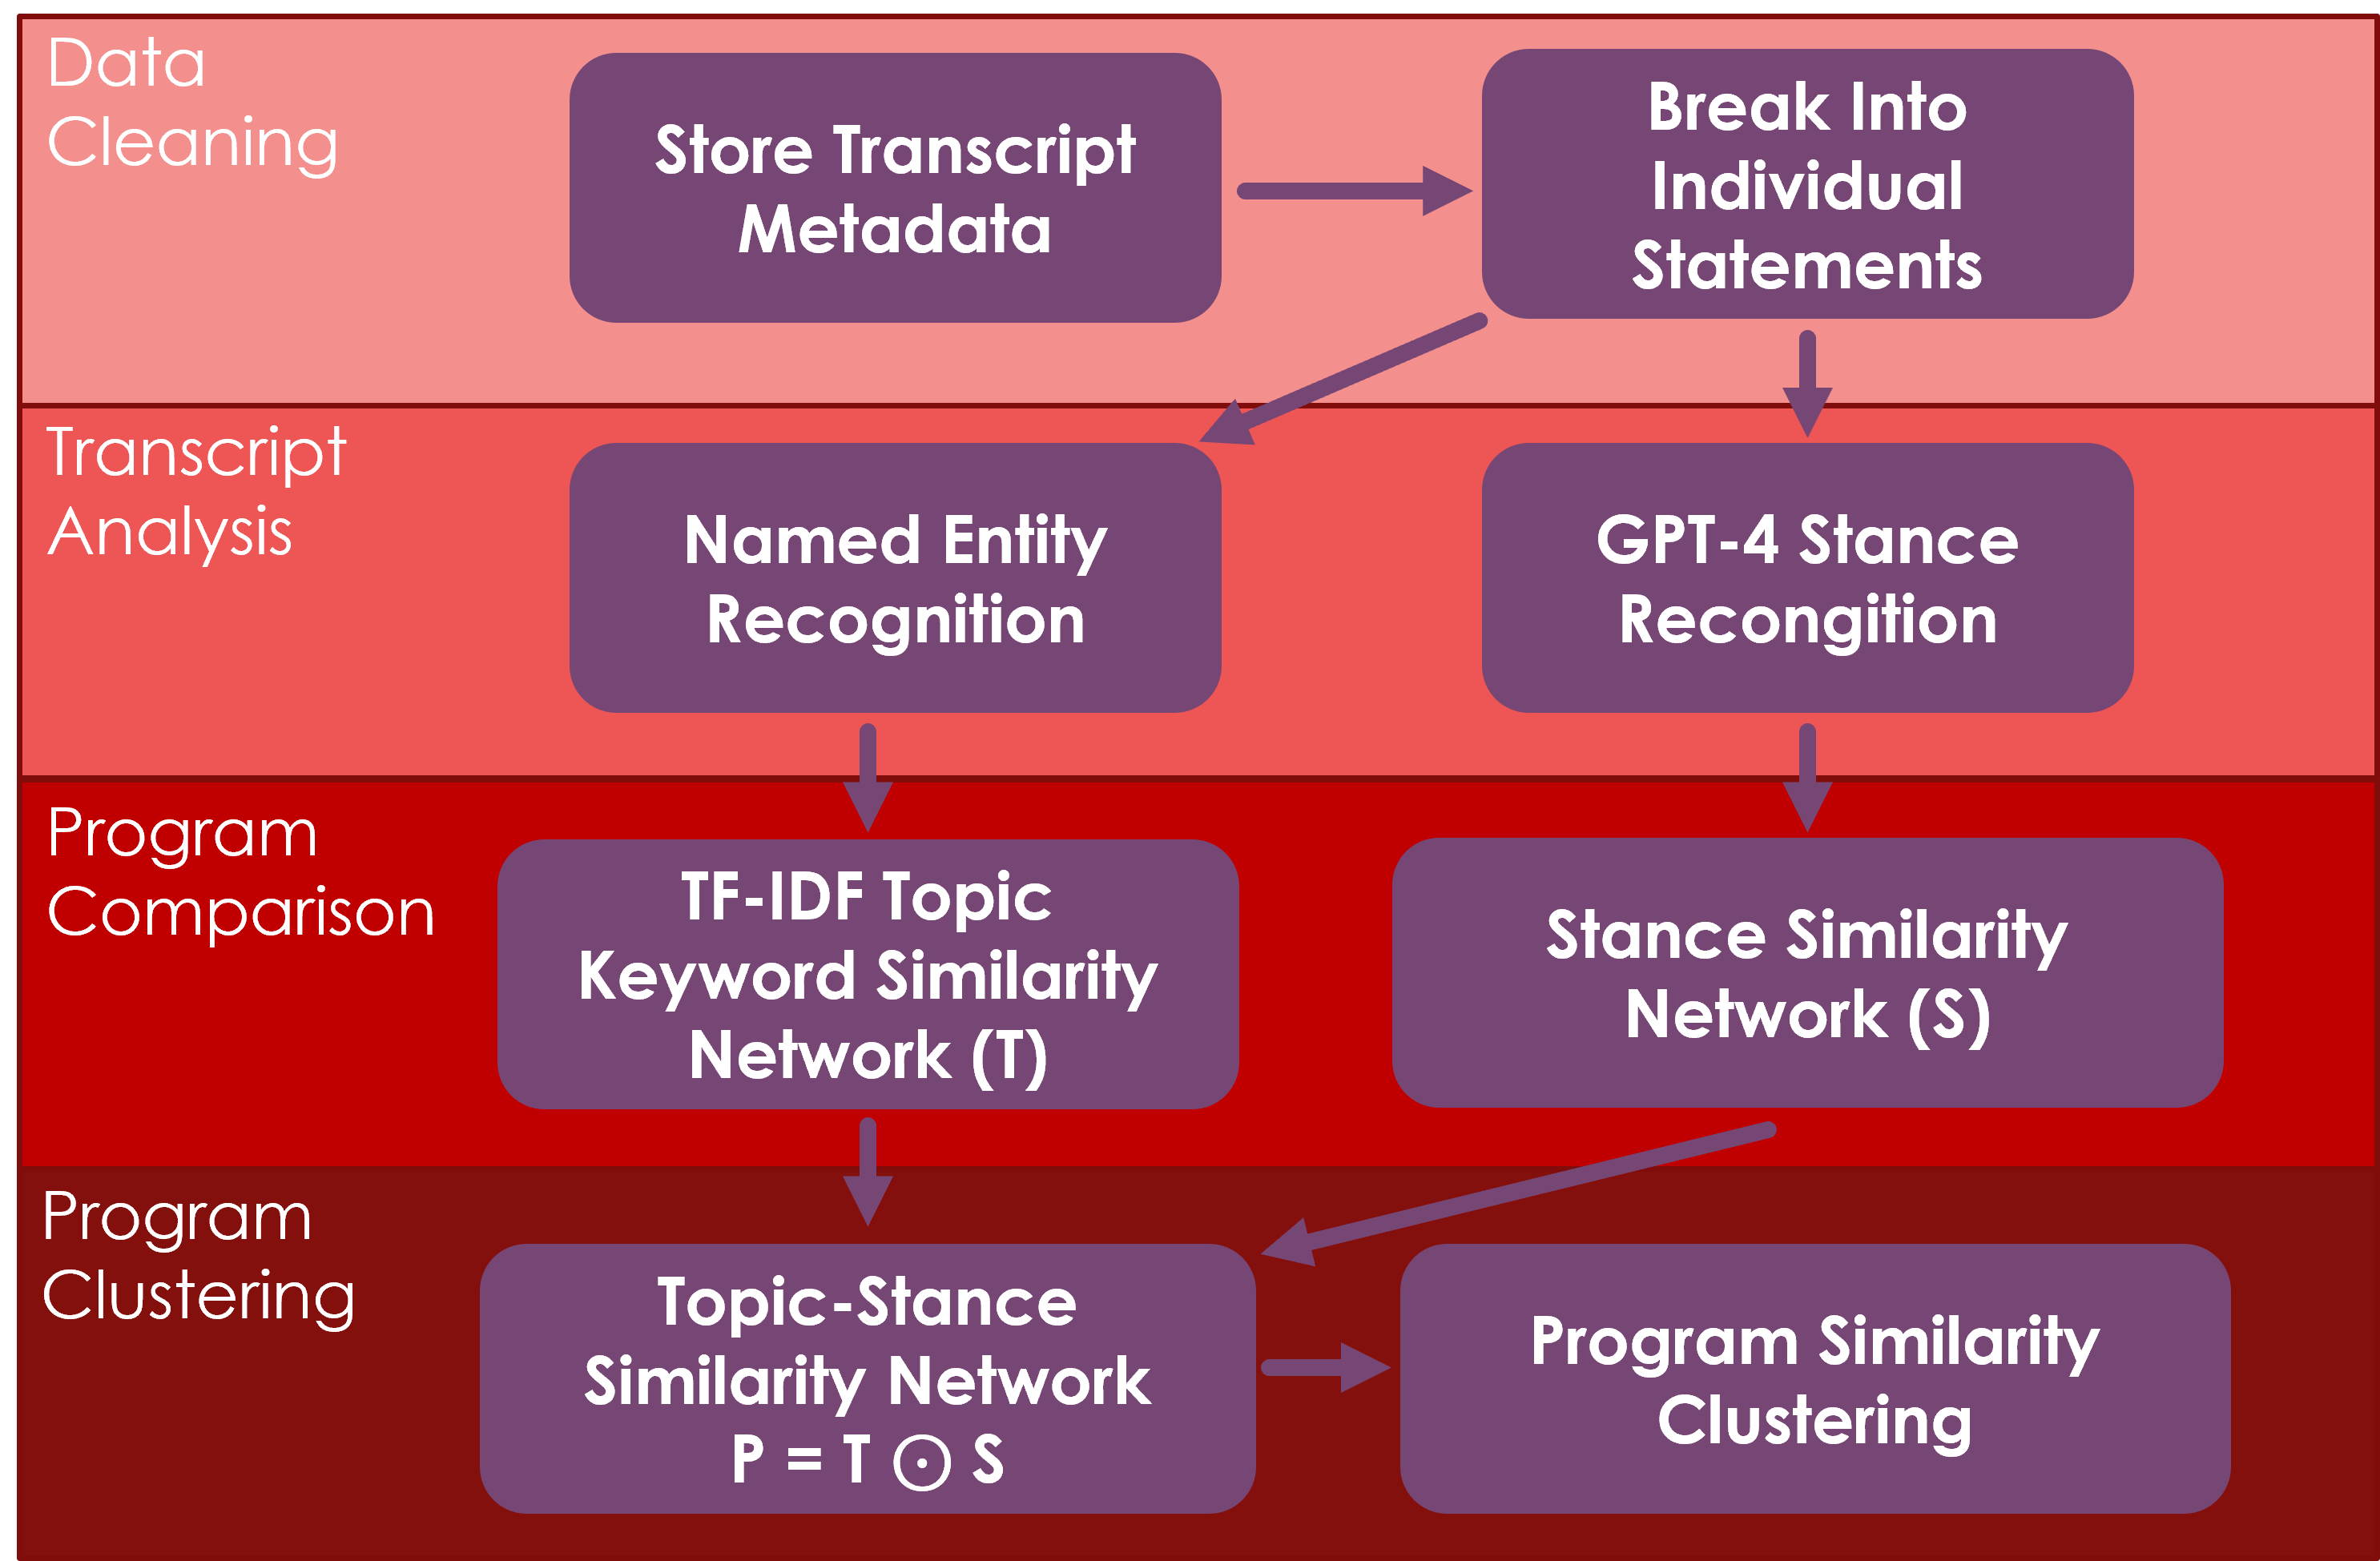 Data
Cleaning
Store Transcript
Metadata
Break Into
Individual
Statements
Transcript
Analysis
Named Entity
Recognition
GPT-4 Stance
Recongition
Program
Comparison
TF-IDF Topic
Keyword Similarity
Network (T)
Stance Similarity
Network (S)
Program
Clustering
Topic-Stance
Similarity Network
P = T ⨀ S
Program Similarity
Clustering